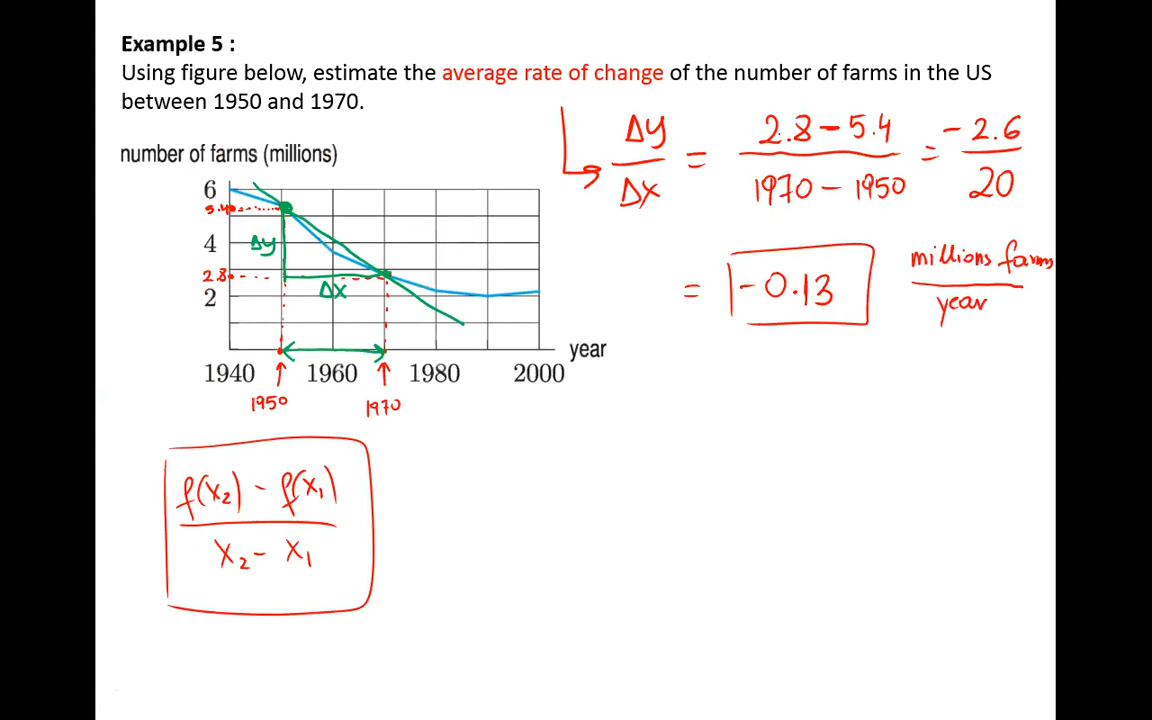 Example 5 :
Using figure below, estimate the average rate of change of the number of farms in the US
between 1950 and 1970.
Δy / Δx = 2.8 - 5.4 / 1970 - 1950 = -2.6 / 20
= -0.13 millions farms / year
number of farms (millions)
6
5.4
Δy
4
2.8
Δx
2
year
1940 1960 1980 2000
1950 1970
f(x₂) - f(x₁)
x₂ - x₁